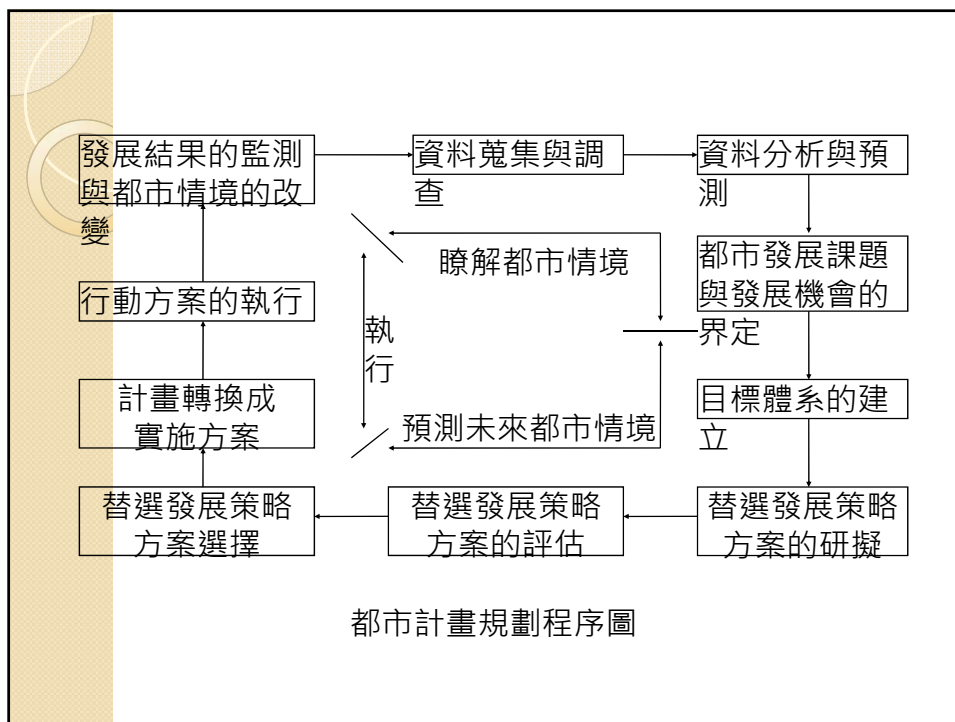 發展結果的監測
與都市情境的改
變
資料蒐集與調
查
資料分析與預
測
都市發展課題
與發展機會的
界定
目標體系的建
立
替選發展策略
方案的研擬
替選發展策略
方案的評估
替選發展策略
方案選擇
計畫轉換成
實施方案
行動方案的執行
瞭解都市情境
執
行
預測未來都市情境
都市計畫規劃程序圖